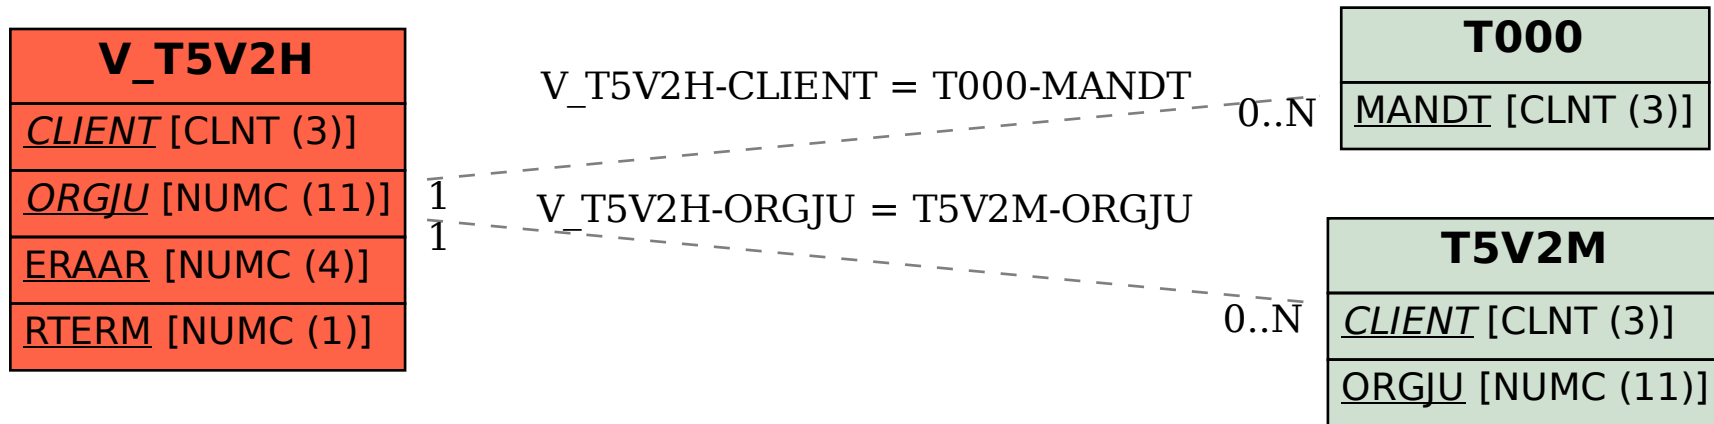 V_T5V2H
CLIENT [CLNT (3)]
ORGJU [NUMC (11)]
ERAAR [NUMC (4)]
RTERM [NUMC (1)]
V_T5V2H-CLIENT = T000-MANDT
0..N
1
V_T5V2H-ORGJU = T5V2M-ORGJU
1
0..N
T000
MANDT [CLNT (3)]
T5V2M
CLIENT [CLNT (3)]
ORGJU [NUMC (11)]